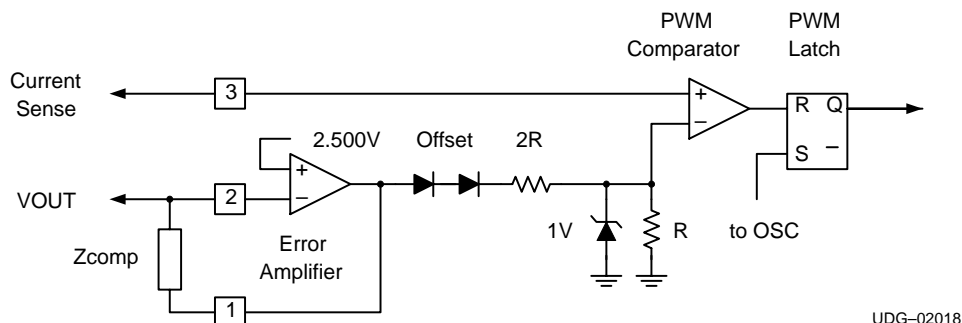 PWM
Comparator
PWM
Latch
Current
Sense
3
+
−
R Q
S −
2.500V
Offset
2R
+
−
VOUT
2
1V
R
to OSC
Zcomp
Error
Amplifier
1
UDG–02018